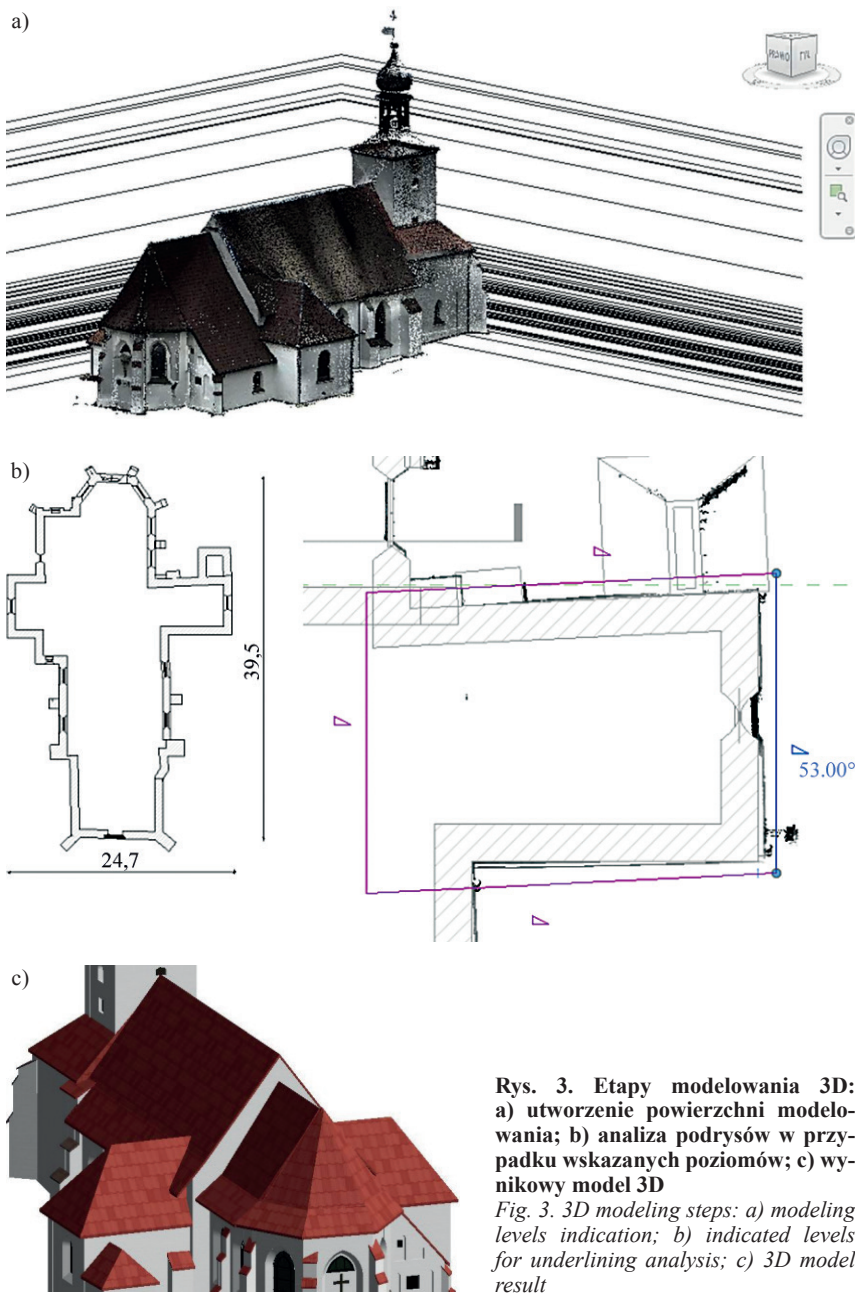 a)
b)
39,5
24,7
53.00°
c)
Rys. 3. Etapy modelowania 3D:
a) utworzenie powierzchni modelo-
wania; b) analiza podrysów w przy-
padku wskazanych poziomów; c) wy-
nikowy model 3D
Fig. 3. 3D modeling steps: a) modeling
levels indication; b) indicated levels
for underlining analysis; c) 3D model
result